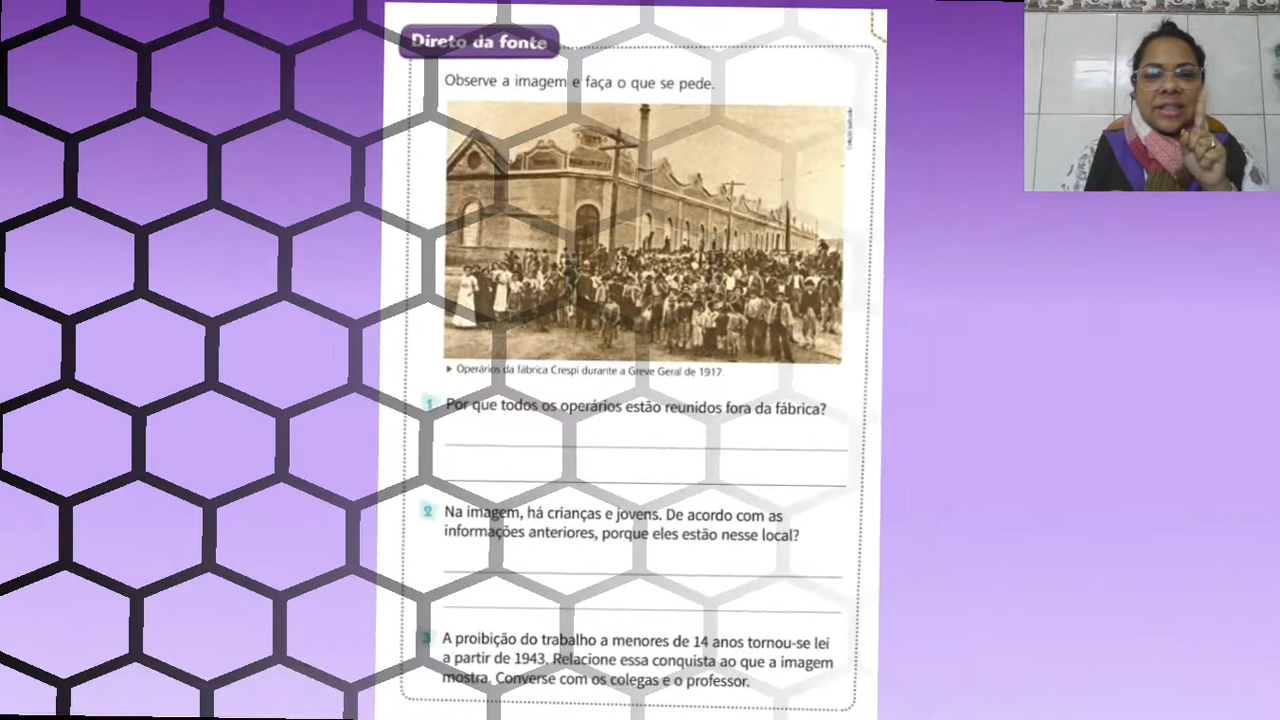 Direto da fonte
Observe a imagem e faça o que se pede.
▶ Operários da fábrica Crespi durante a Greve Geral de 1917.
1 Por que todos os operários estão reunidos fora da fábrica?
2 Na imagem, há crianças e jovens. De acordo com as
informações anteriores, porque eles estão nesse local?
3 A proibição do trabalho a menores de 14 anos tornou-se lei
a partir de 1943. Relacione essa conquista ao que a imagem
mostra. Converse com os colegas e o professor.